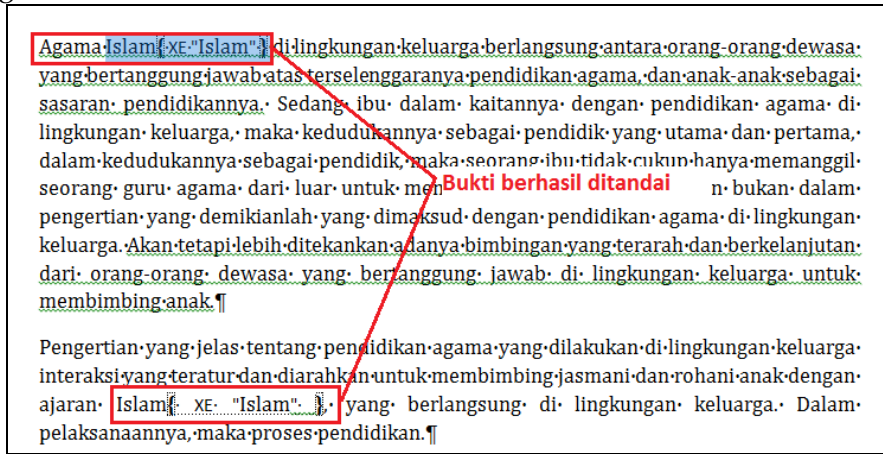 Agama Islam{ XE "Islam" } di lingkungan keluarga berlangsung antara orang-orang dewasa
yang bertanggung jawab atas terselenggaranya pendidikan agama, dan anak-anak sebagai
sasaran pendidikannya. Sedang ibu dalam kaitannya dengan pendidikan agama di
lingkungan keluarga, maka kedudukannya sebagai pendidik yang utama dan pertama,
dalam kedudukannya sebagai pendidik, maka seorang ibu tidak cukup hanya memanggil
seorang guru agama dari luar untuk men Bukti berhasil ditandai n bukan dalam
pengertian yang demikianlah yang dimaksud dengan pendidikan agama di lingkungan
keluarga. Akan tetapi lebih ditekankan adanya bimbingan yang terarah dan berkelanjutan
dari orang-orang dewasa yang bertanggung jawab di lingkungan keluarga untuk
membimbing anak.¶
Pengertian yang jelas tentang pendidikan agama yang dilakukan di lingkungan keluarga
interaksi yang teratur dan diarahkan untuk membimbing jasmani dan rohani anak dengan
ajaran Islam{ XE "Islam" }, yang berlangsung di lingkungan keluarga. Dalam
pelaksanaannya, maka proses pendidikan.¶